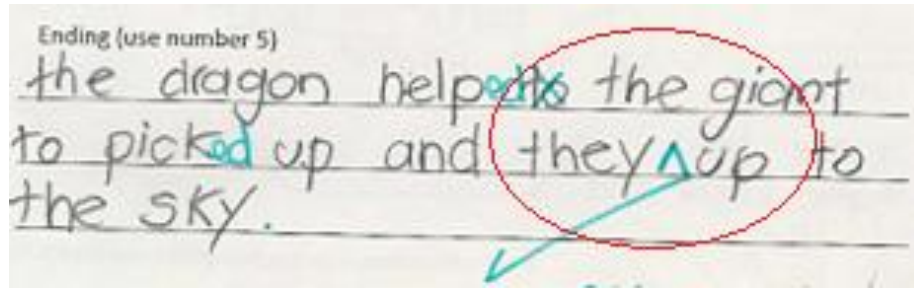 Ending (use number 5)
the dragon helped the giant
to picked up and they up to
the sky.